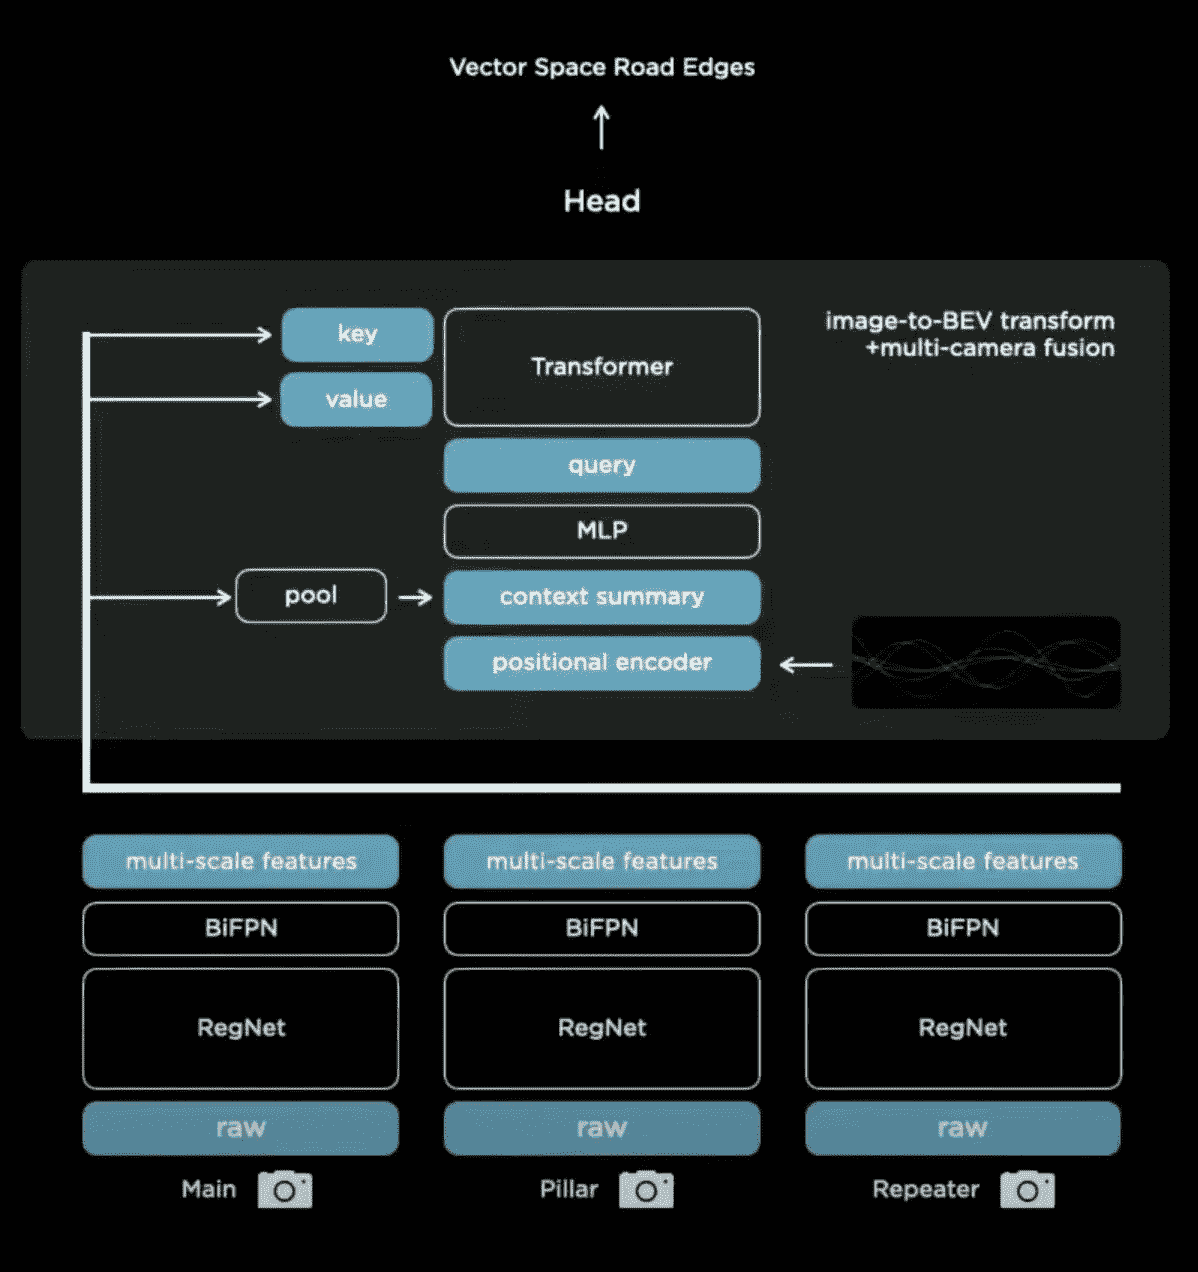 Vector Space Road Edges
Head
key
Transformer
image-to-BEV transform
+multi-camera fusion
value
query
MLP
pool
context summary
positional encoder
multi-scale features
multi-scale features
multi-scale features
BiFPN
BiFPN
BiFPN
RegNet
RegNet
RegNet
raw
raw
raw
Main
Pillar
Repeater